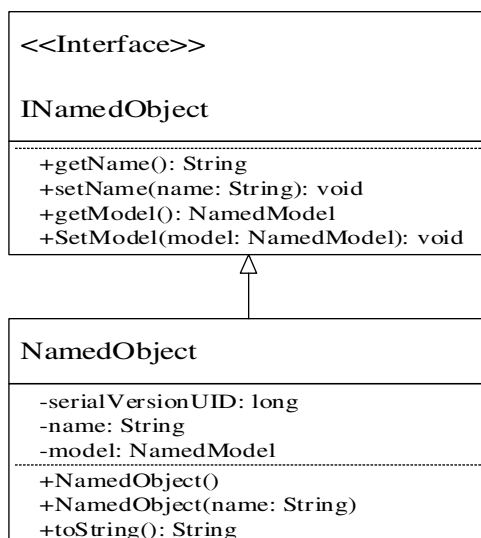 <<Interface>>
INamedObject
+getName(): String
+setName(name: String): void
+getModel(): NamedModel
+SetModel(model: NamedModel): void
NamedObject
-serialVersionUID: long
-name: String
-model: NamedModel
+NamedObject()
+NamedObject(name: String)
+toString(): String